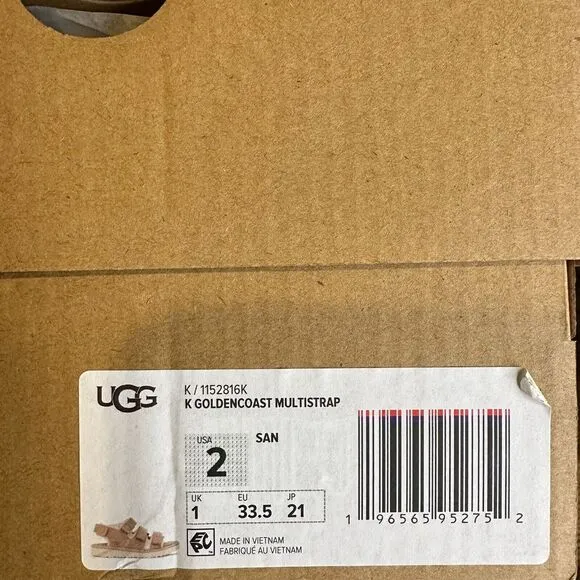 UGG
K / 1152816K
K GOLDENCOAST MULTISTRAP
USA
2
SAN
UK EU JP
1 33.5 21
1 96565 95275 2
EPC
MADE IN VIETNAM
FABRIQUÉ AU VIETNAM